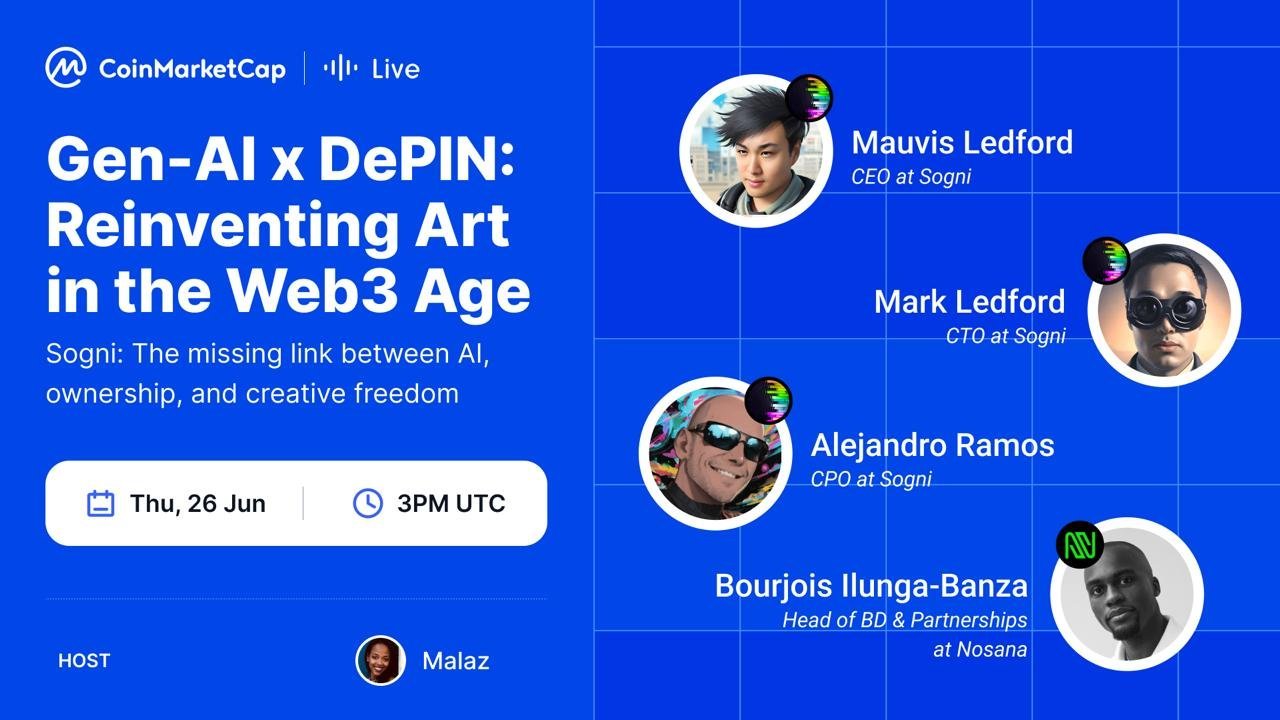 CoinMarketCap | Live
Gen-AI x DePIN:
Reinventing Art
in the Web3 Age
Sogni: The missing link between AI,
ownership, and creative freedom
Thu, 26 Jun | 3PM UTC
HOST
Malaz
Mauvis Ledford
CEO at Sogni
Mark Ledford
CTO at Sogni
Alejandro Ramos
CPO at Sogni
Bourjois Ilunga-Banza
Head of BD & Partnerships
at Nosana